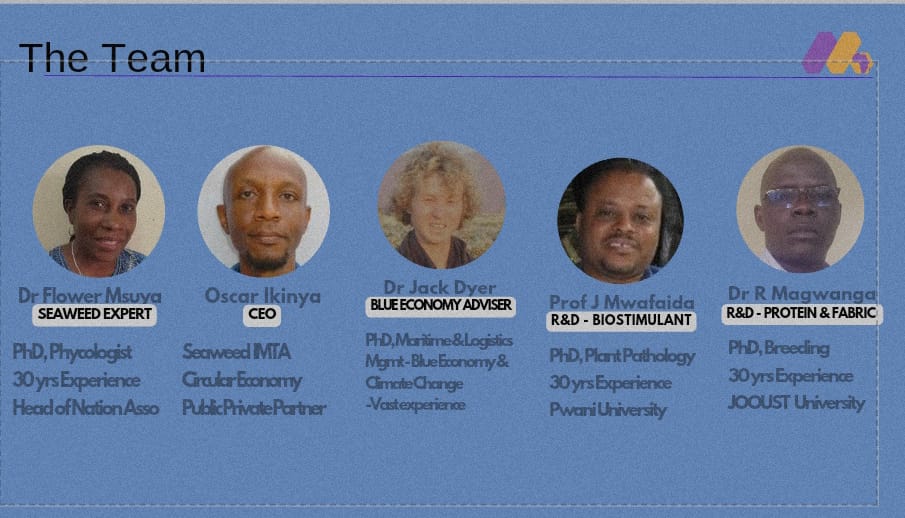 The Team
Dr Flower Msuya
SEAWEED EXPERT
PhD, Phycologist
30 yrs Experience
Head of Nation Asso
Oscar Ikinya
CEO
Seaweed IMTA
Circular Economy
Public Private Partner
Dr Jack Dyer
BLUE ECONOMY ADVISER
PhD, Maritime & Logistics
Mgmt - Blue Economy &
Climate Change
-Vast experience
Prof J Mwafaida
R&D - BIOSTIMULANT
PhD, Plant Pathology
30 yrs Experience
Pwani University
Dr R Magwanga
R&D - PROTEIN & FABRIC
PhD, Breeding
30 yrs Experience
JOOUST University